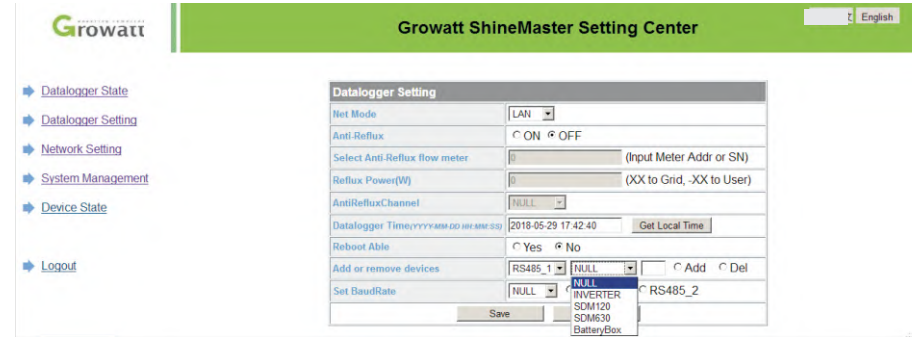 Growatt
Growatt ShineMaster Setting Center
English
Datalogger State
Datalogger Setting
Network Setting
System Management
Device State
Logout
Datalogger Setting
Net Mode LAN
Anti-Reflux ON OFF
Select Anti-Reflux flow meter 0 (Input Meter Addr or SN)
Reflux Power(W) 0 (XX to Grid, -XX to User)
AntiRefluxChannel NULL
Datalogger Time(YYYY-MM-DD HH:MM:SS) 2018-05-29 17:42:40 Get Local Time
Reboot Able Yes No
Add or remove devices RS485_1 NULL Add Del
NULL
INVERTER
SDM120
SDM630
BatteryBox
Set BaudRate NULL RS485_2
Save